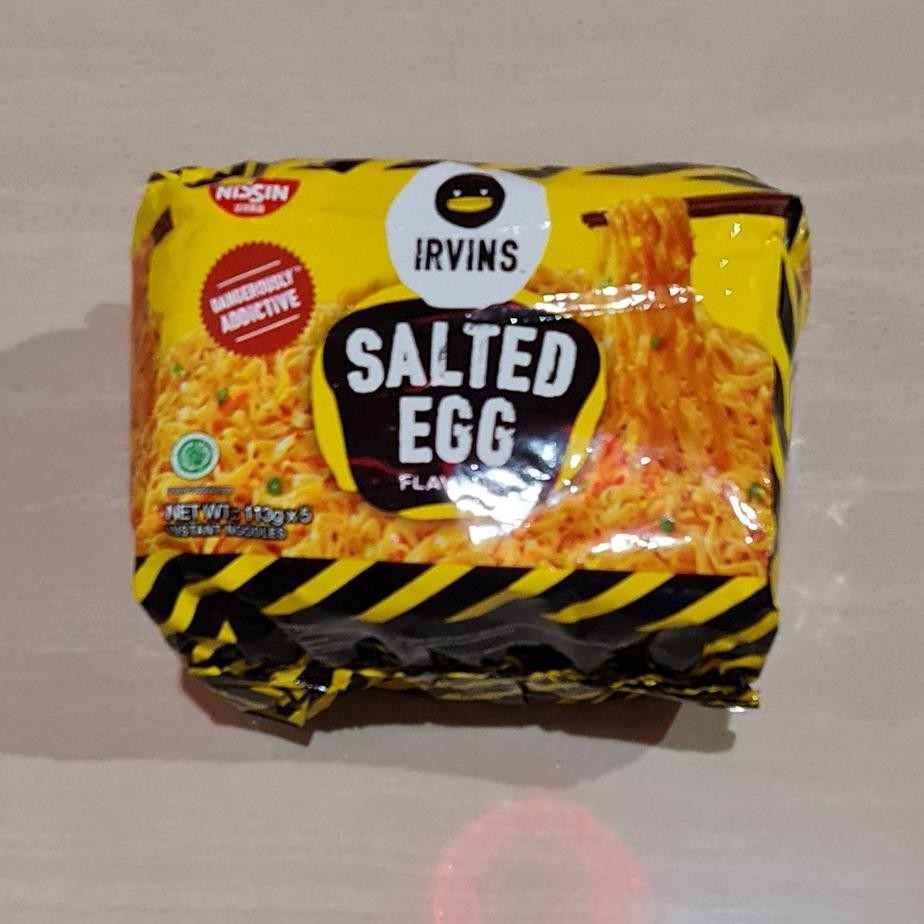 NISSIN
IRVINS
DANGEROUSLY
ADDICTIVE
SALTED
EGG
NET WT: 113g x 5
INSTANT NOODLES